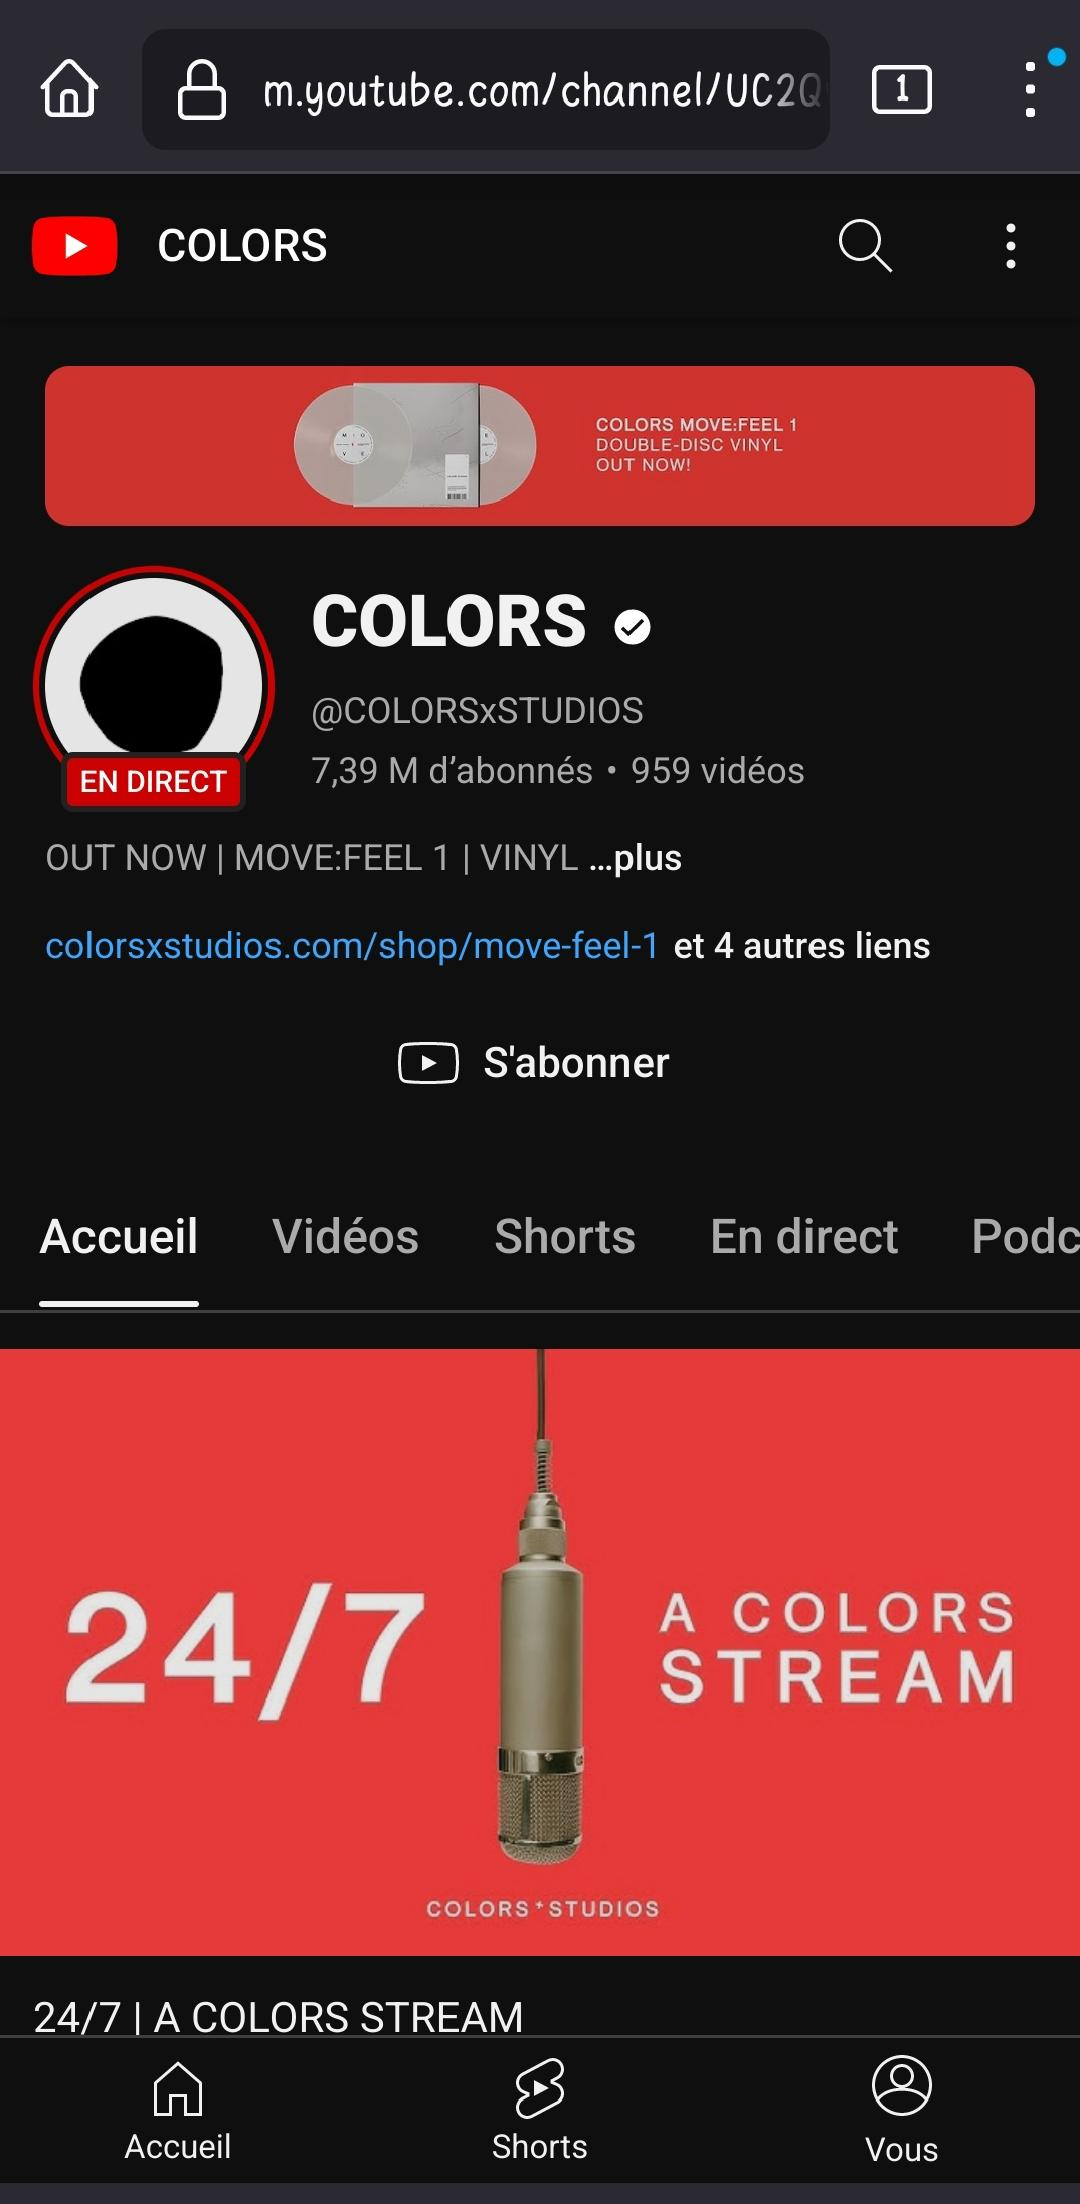 m.youtube.com/channel/UC2Q
1
COLORS
COLORS MOVE:FEEL 1
DOUBLE-DISC VINYL
OUT NOW!
COLORS
@COLORSxSTUDIOS
7,39 M d’abonnés • 959 vidéos
EN DIRECT
OUT NOW | MOVE:FEEL 1 | VINYL ...plus
colorsxstudios.com/shop/move-feel-1 et 4 autres liens
S'abonner
Accueil Vidéos Shorts En direct Podc
24/7 A COLORS
STREAM
COLORS+STUDIOS
24/7 | A COLORS STREAM
Accueil Shorts Vous